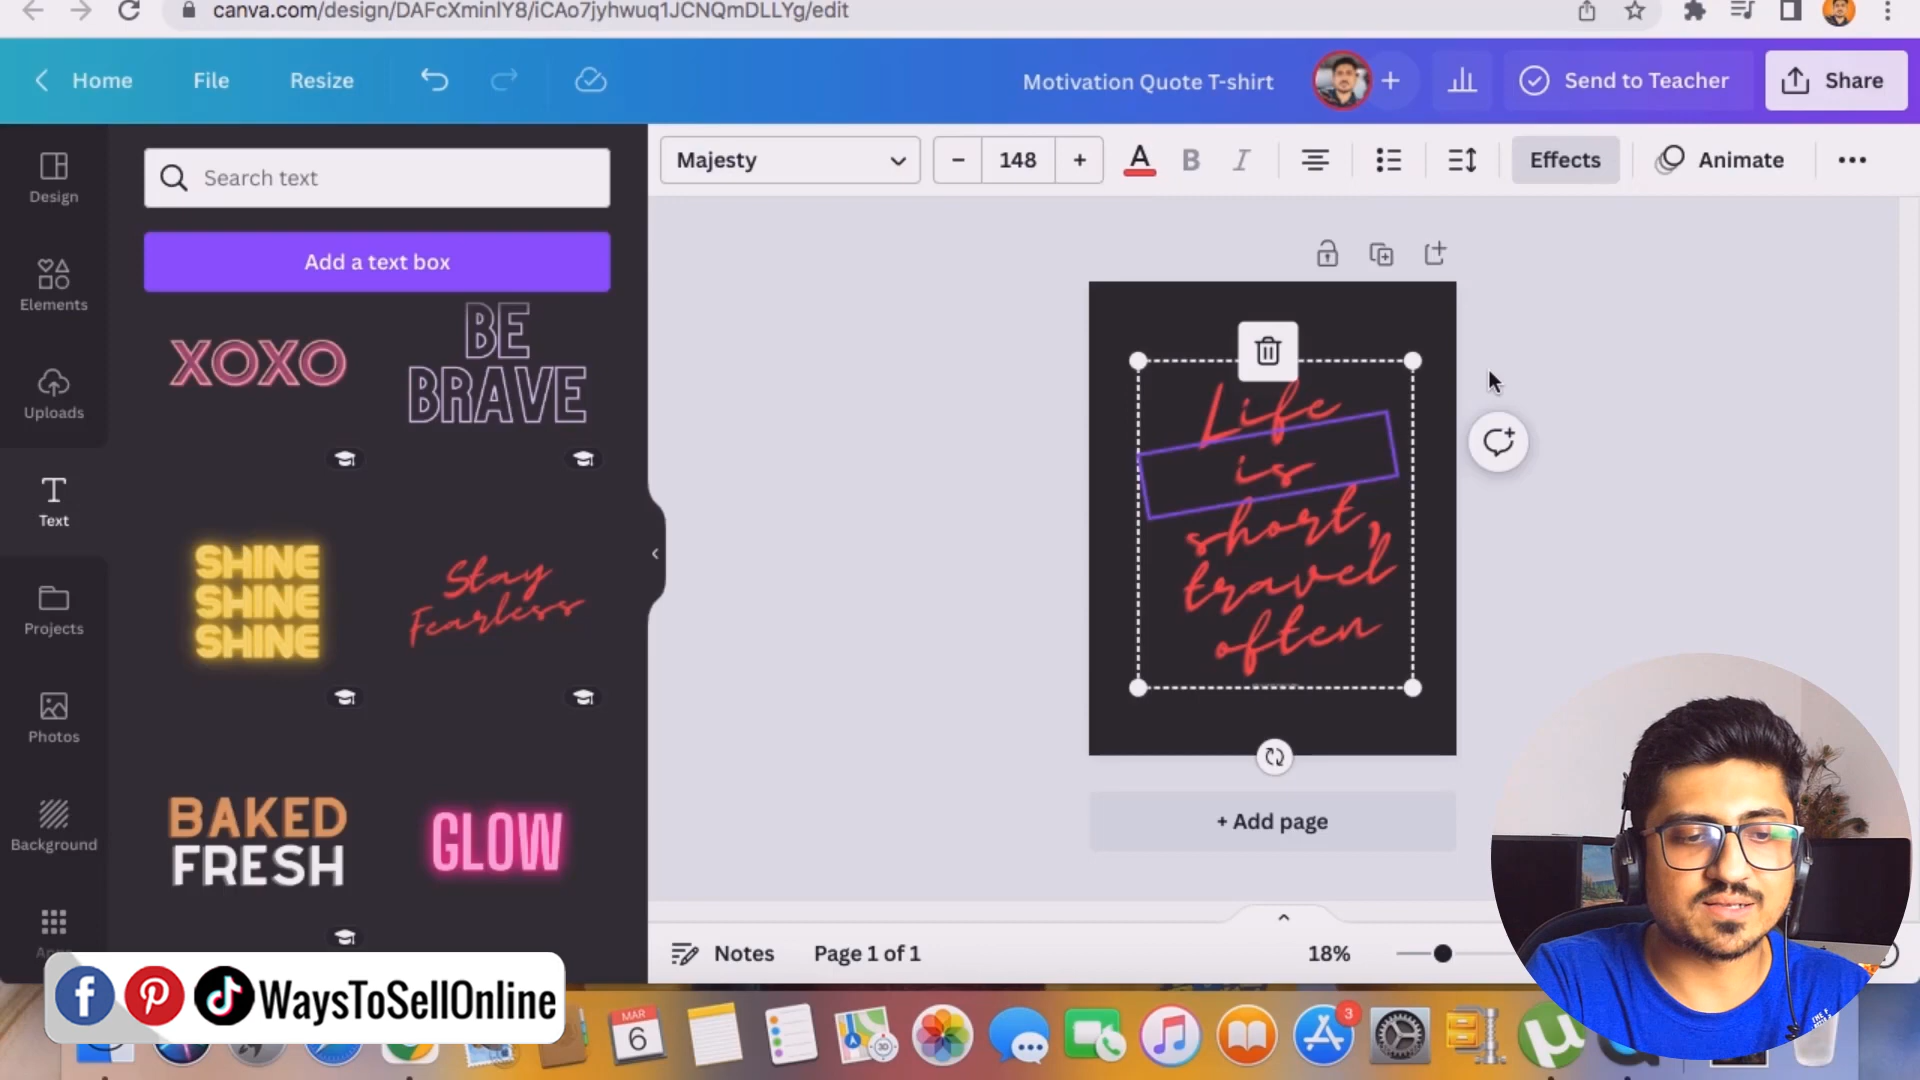 canva.com/design/DAFcXminlY8/iCAo7jyhwuq1JCNQmDLLYg/edit
Home File Resize Motivation Quote T-shirt + Send to Teacher Share
Design
Elements
Uploads
Text
Projects
Photos
Background
Search text
Add a text box
XOXO
BE
BRAVE
SHINE
SHINE
SHINE
Stay
Fearless
BAKED
FRESH
GLOW
Majesty
− 148 +
A B I Effects Animate
Life
is
short,
travel
often
+ Add page
Notes Page 1 of 1 18%
WaysToSellOnline
MAR
6
3